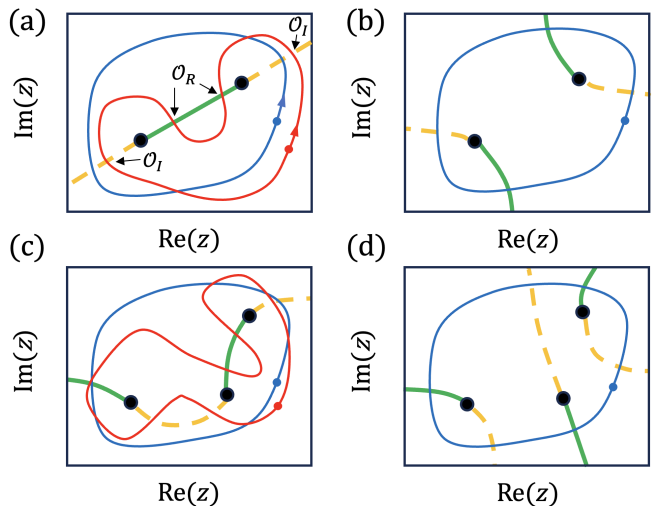 (a)
𝒪_I
𝒪_R
𝒪_I
Im(z)
Re(z)
(b)
Im(z)
Re(z)
(c)
Im(z)
Re(z)
(d)
Im(z)
Re(z)